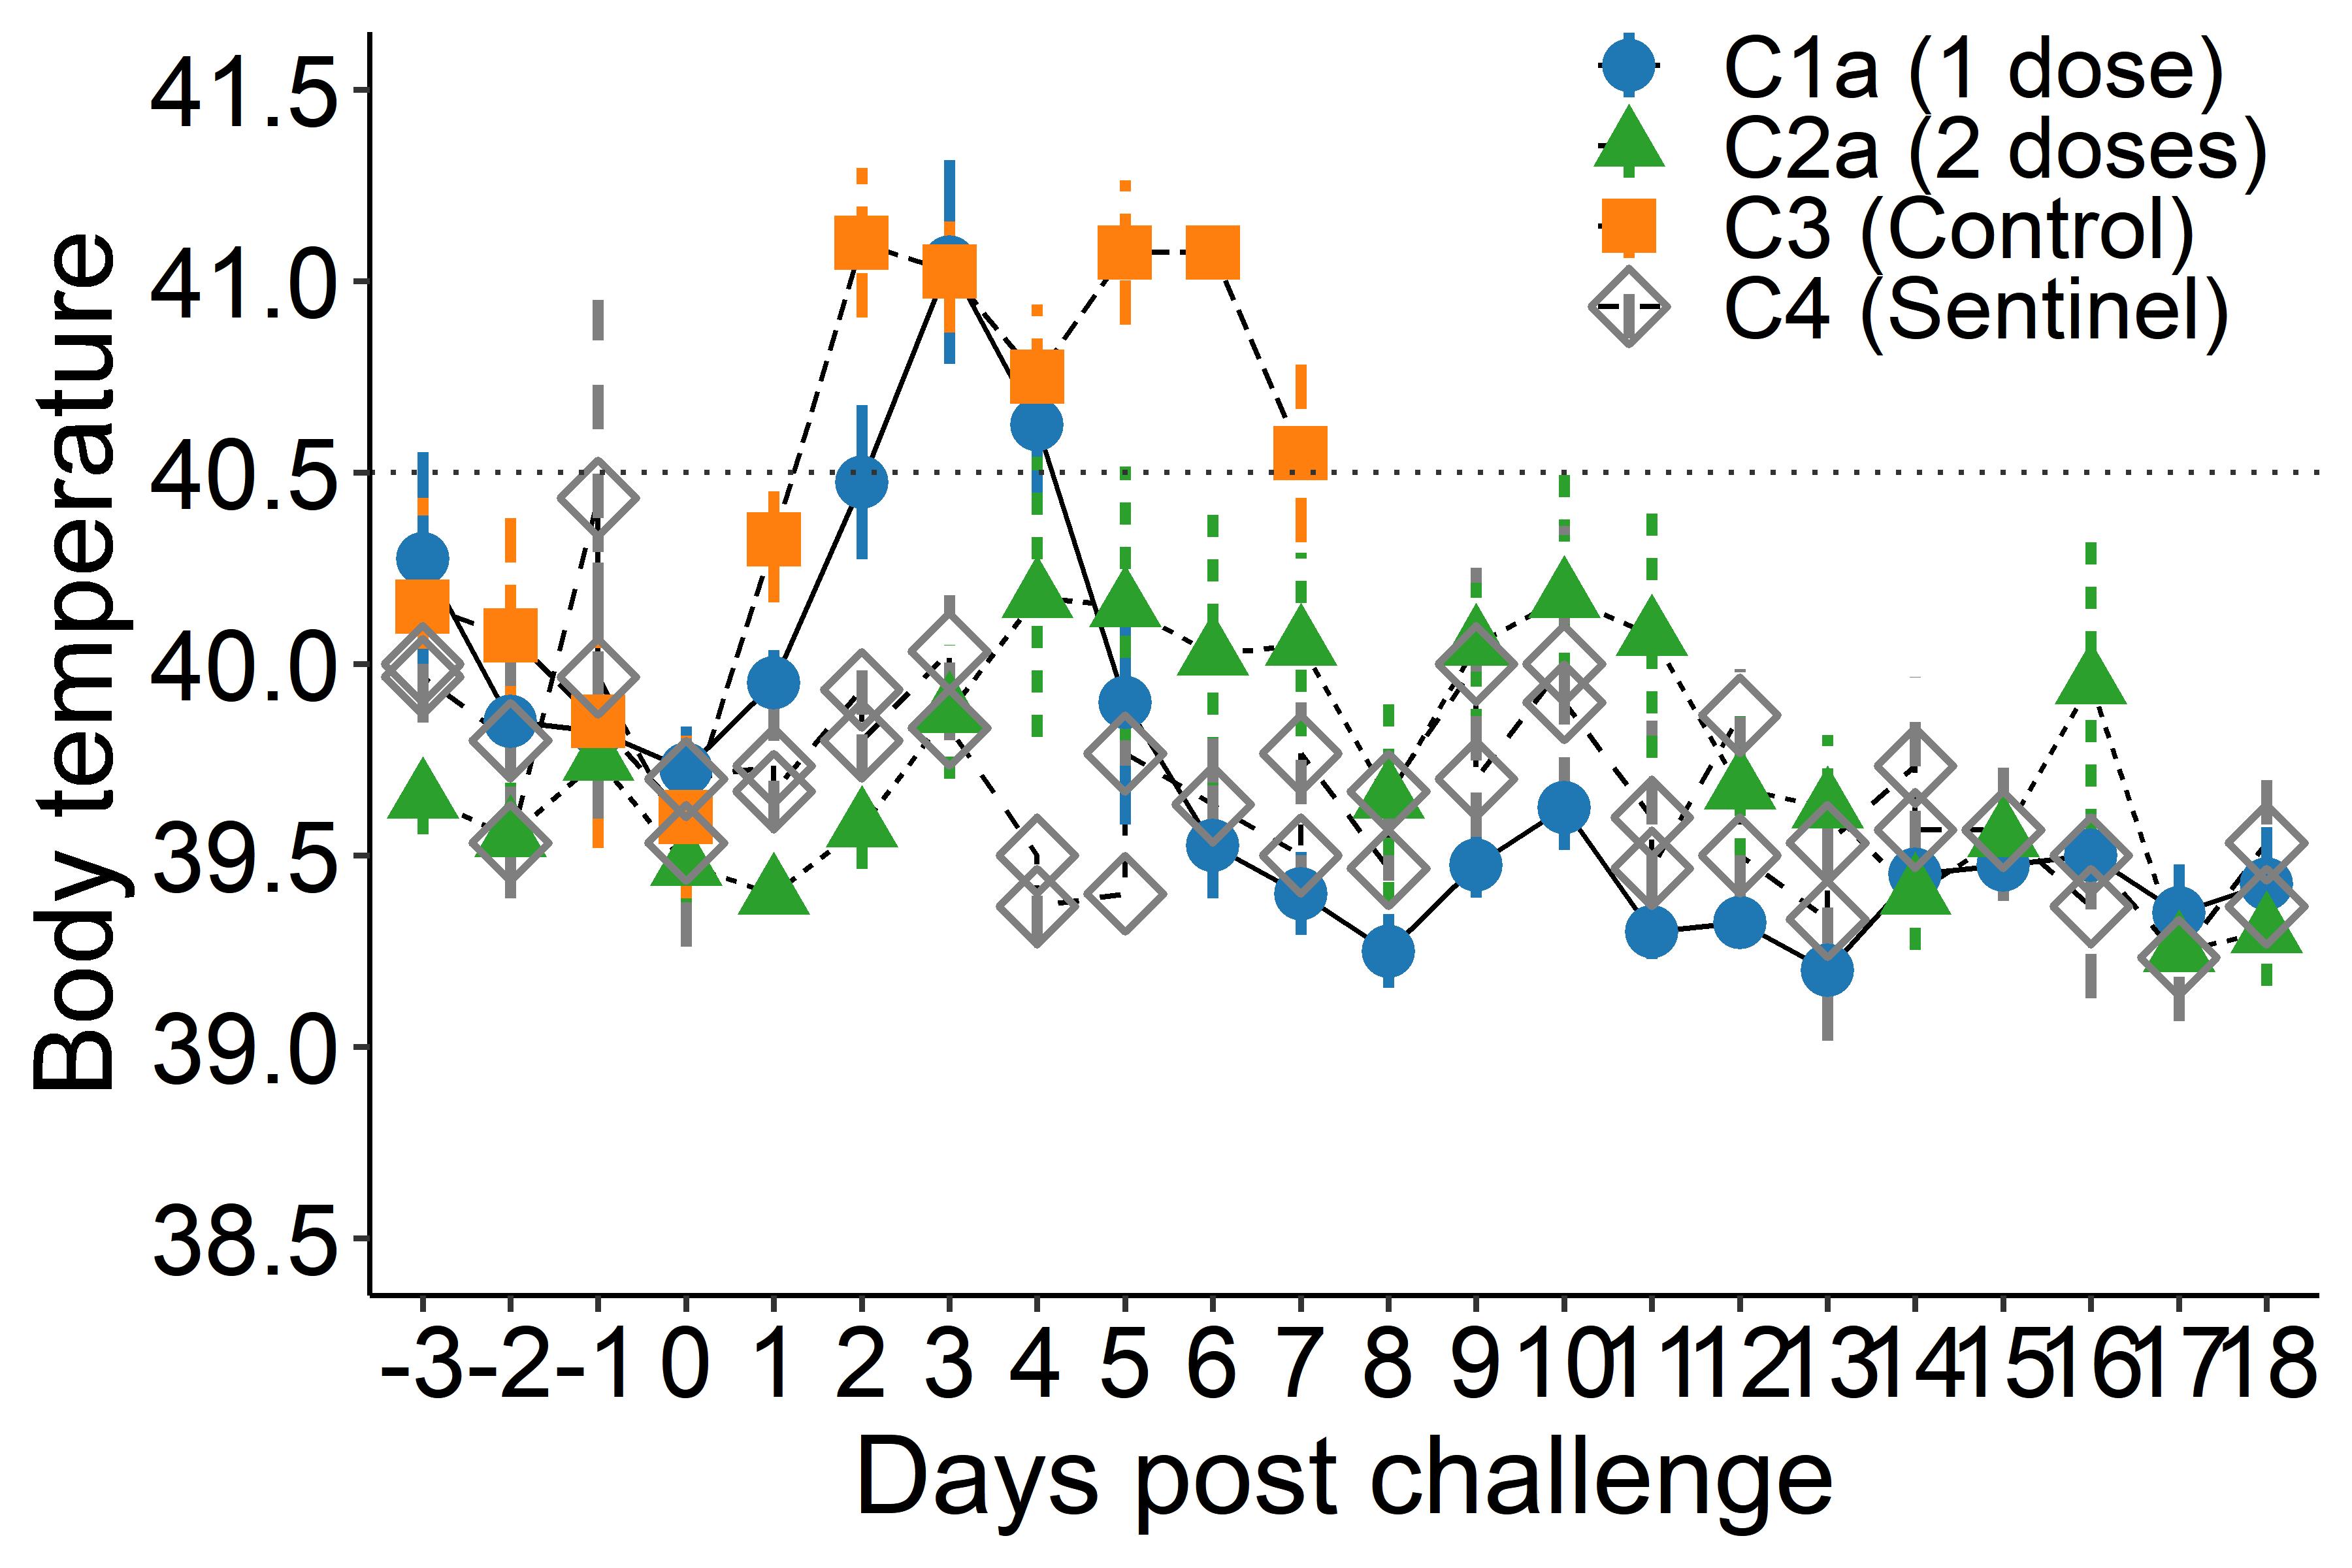 C1a (1 dose)
C2a (2 doses)
C3 (Control)
C4 (Sentinel)
Body temperature
41.5
41.0
40.5
40.0
39.5
39.0
38.5
-3 -2 -1 0 1 2 3 4 5 6 7 8 9 10 11 12 13 14 15 16 17 18
Days post challenge